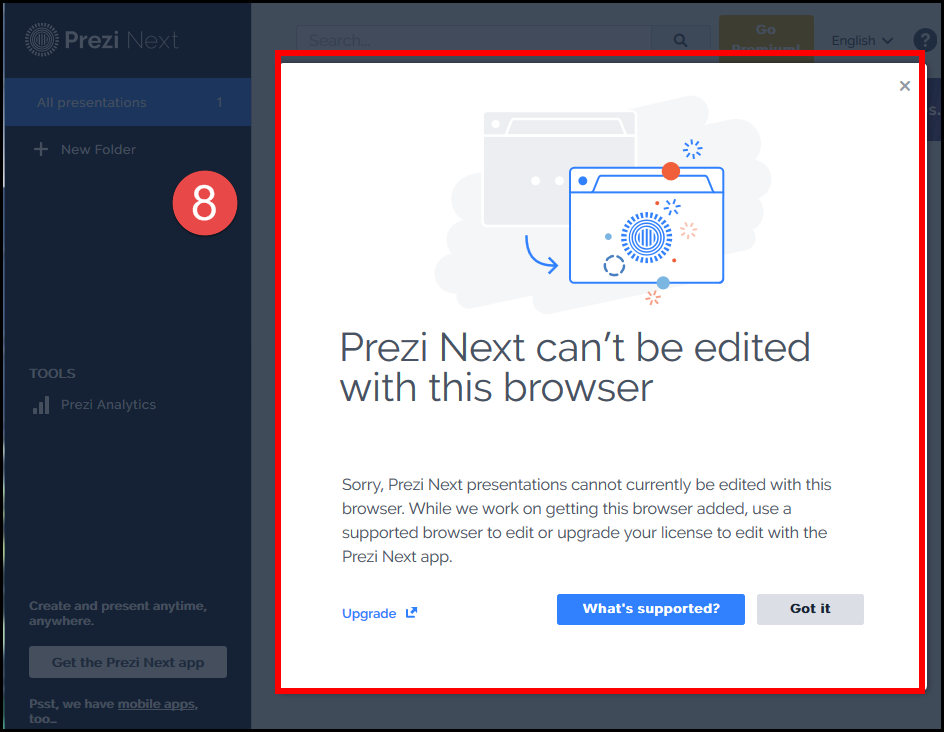 Prezi Next
Search...
Go
Premium!
English
?
All presentations 1
s.
New Folder
8
Prezi Next can't be edited
with this browser
TOOLS
Prezi Analytics
Sorry, Prezi Next presentations cannot currently be edited with this
browser. While we work on getting this browser added, use a
supported browser to edit or upgrade your license to edit with the
Prezi Next app.
Upgrade
What's supported?
Got it
Create and present anytime,
anywhere.
Get the Prezi Next app
Psst, we have mobile apps,
too...